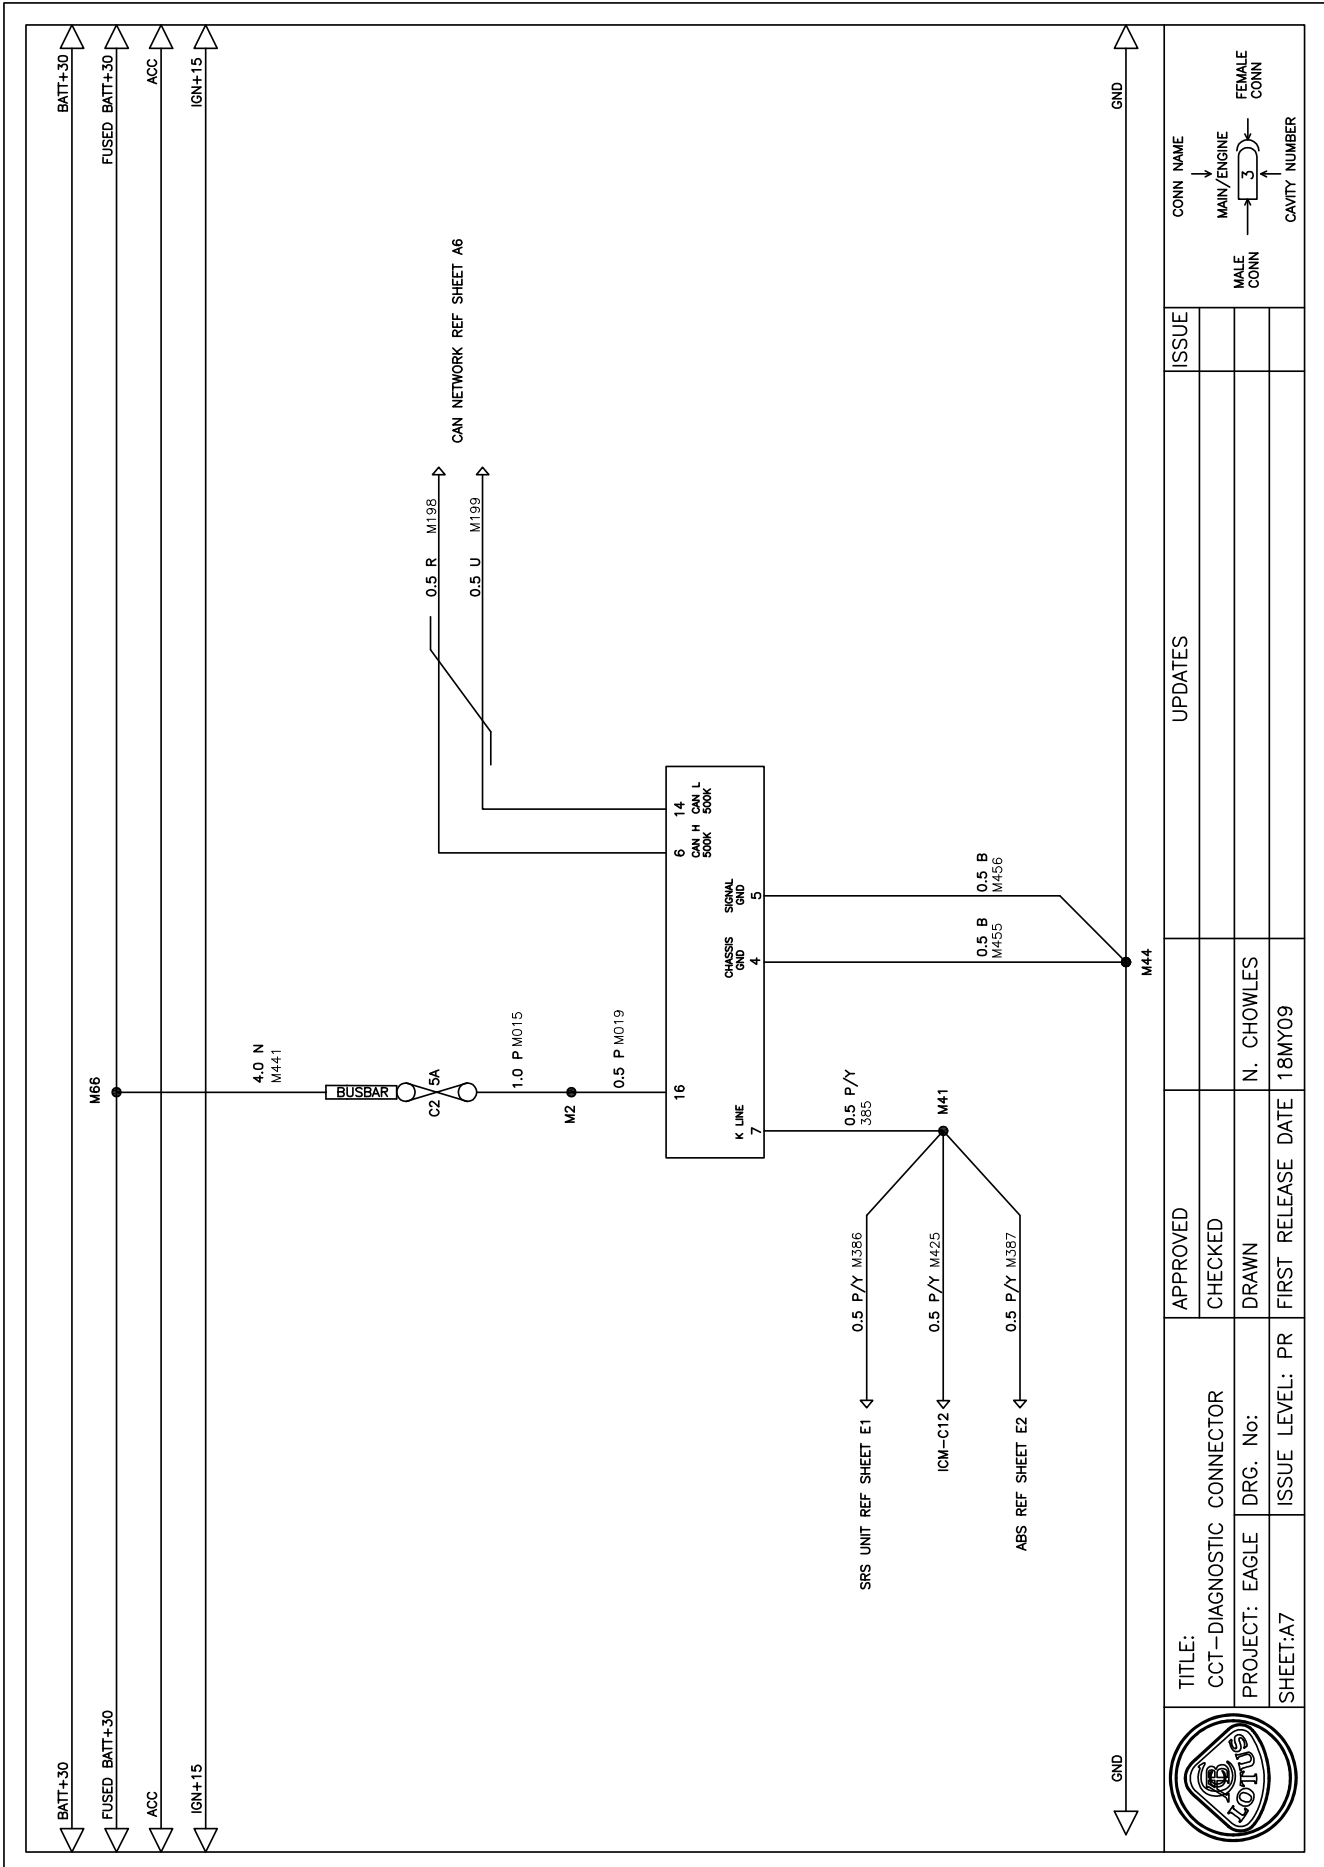 BATT+30
BATT+30
FUSED BATT+30
FUSED BATT+30
ACC
ACC
IGN+15
IGN+15
M66
4.0 N
M441
BUSBAR
C2 5A
1.0 P M015
M2
0.5 P M019
0.5 R M198
0.5 U M199
CAN NETWORK REF SHEET A6
16
6
14
CAN H
500K
CAN L
500K
K LINE
7
CHASSIS
GND
4
SIGNAL
GND
5
0.5 P/Y
385
M41
0.5 P/Y M386
SRS UNIT REF SHEET E1
0.5 P/Y M425
ICM-C12
0.5 P/Y M387
ABS REF SHEET E2
0.5 B
M455
0.5 B
M456
GND
GND
M44
LOTUS
TITLE:
CCT-DIAGNOSTIC CONNECTOR
PROJECT: EAGLE
DRG. No:
SHEET:A7
ISSUE LEVEL: PR
APPROVED
CHECKED
DRAWN
N. CHOWLES
FIRST RELEASE DATE
18MY09
UPDATES
ISSUE
CONN NAME
MAIN/ENGINE
MALE
CONN
3
FEMALE
CONN
CAVITY NUMBER